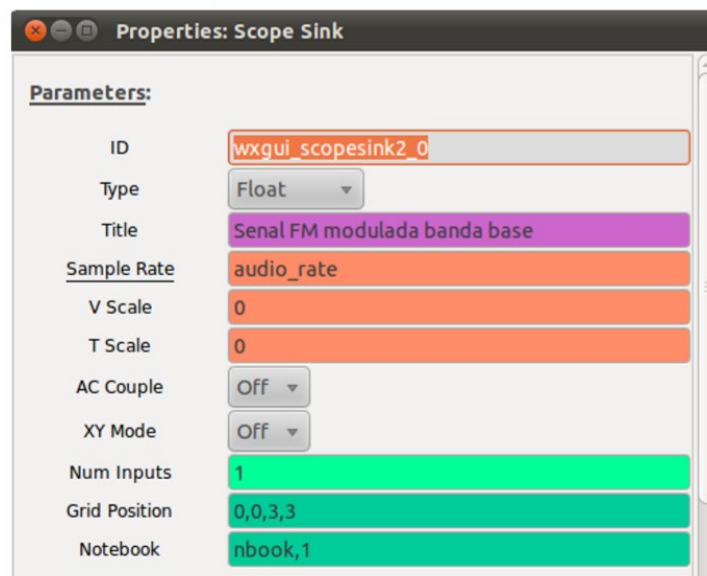 Properties: Scope Sink
Parameters:
ID wxgui_scopesink2_0
Type Float
Title Senal FM modulada banda base
Sample Rate audio_rate
V Scale 0
T Scale 0
AC Couple Off
XY Mode Off
Num Inputs 1
Grid Position 0,0,3,3
Notebook nbook,1